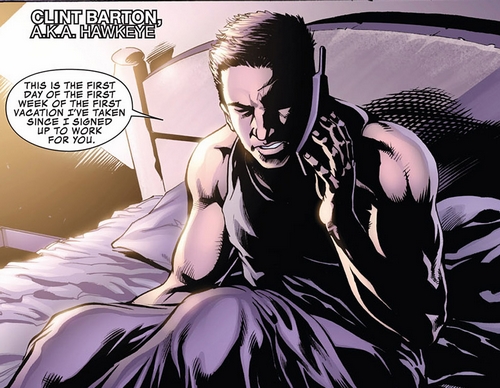 CLINT BARTON,
A.K.A. HAWKEYE
THIS IS THE FIRST
DAY OF THE FIRST
WEEK OF THE FIRST
VACATION I'VE TAKEN
SINCE I SIGNED
UP TO WORK
FOR YOU.